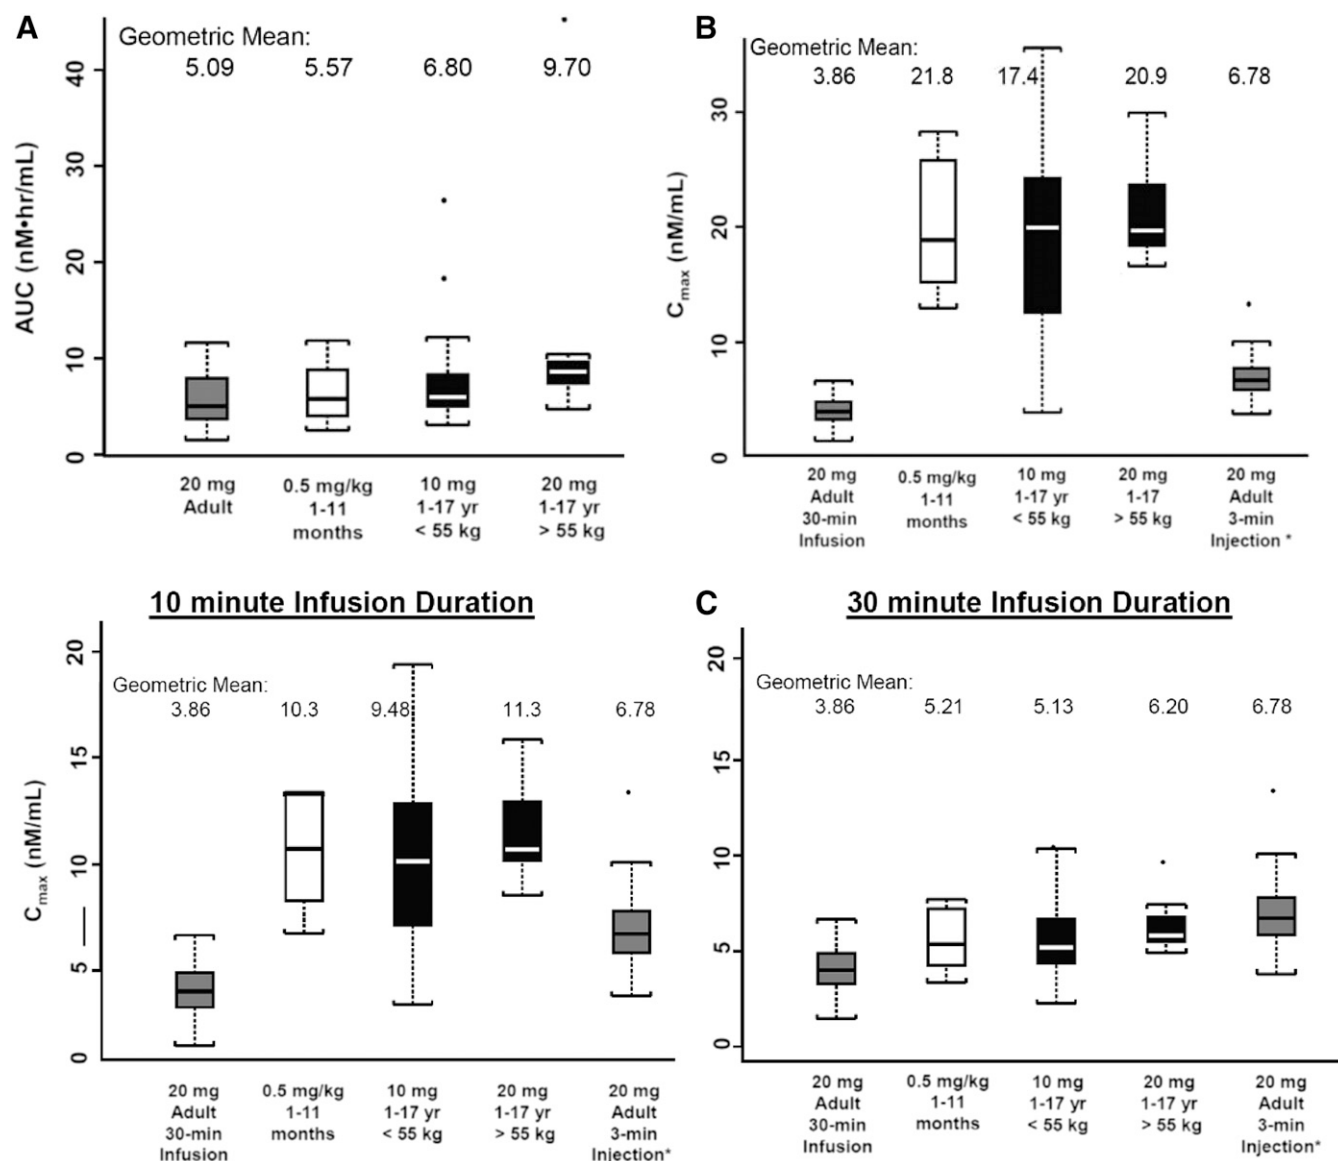 A
Geometric Mean:
5.09 5.57 6.80 9.70
AUC (nM•hr/mL)
40
30
20
10
0
20 mg 0.5 mg/kg 10 mg 20 mg
Adult 1-11 1-17 yr 1-17 yr
months < 55 kg > 55 kg
B
Geometric Mean:
3.86 21.8 17.4 20.9 6.78
Cmax (nM/mL)
30
20
10
0
20 mg 0.5 mg/kg 10 mg 20 mg 20 mg
Adult 1-11 1-17 yr 1-17 Adult
30-min months < 55 kg > 55 kg 3-min
Infusion Injection *
10 minute Infusion Duration
Geometric Mean:
3.86 10.3 9.48 11.3 6.78
Cmax (nM/mL)
20
15
10
5
0
20 mg 0.5 mg/kg 10 mg 20 mg 20 mg
Adult 1-11 1-17 yr 1-17 yr Adult
30-min months < 55 kg > 55 kg 3-min
Infusion Injection*
C
30 minute Infusion Duration
Geometric Mean:
3.86 5.21 5.13 6.20 6.78
20
15
10
5
0
20 mg 0.5 mg/kg 10 mg 20 mg 20 mg
Adult 1-11 1-17 yr 1-17 yr Adult
30-min months < 55 kg > 55 kg 3-min
Infusion Injection*